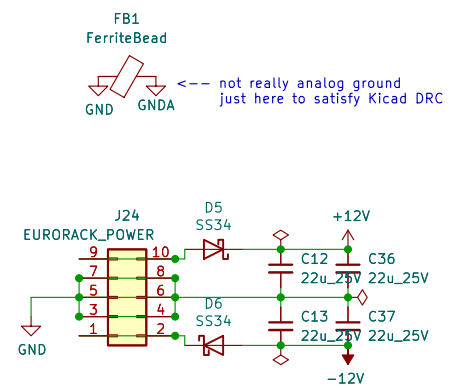 FB1
FerriteBead
<-- not really analog ground
just here to satisfy Kicad DRC
GND
GNDA
J24
EURORACK_POWER
D5
SS34
+12V
9
10
C12
C36
7
8
22u_25V
22u_25V
5
6
D6
SS34
3
4
C13
C37
1
2
22u_25V
22u_25V
GND
-12V